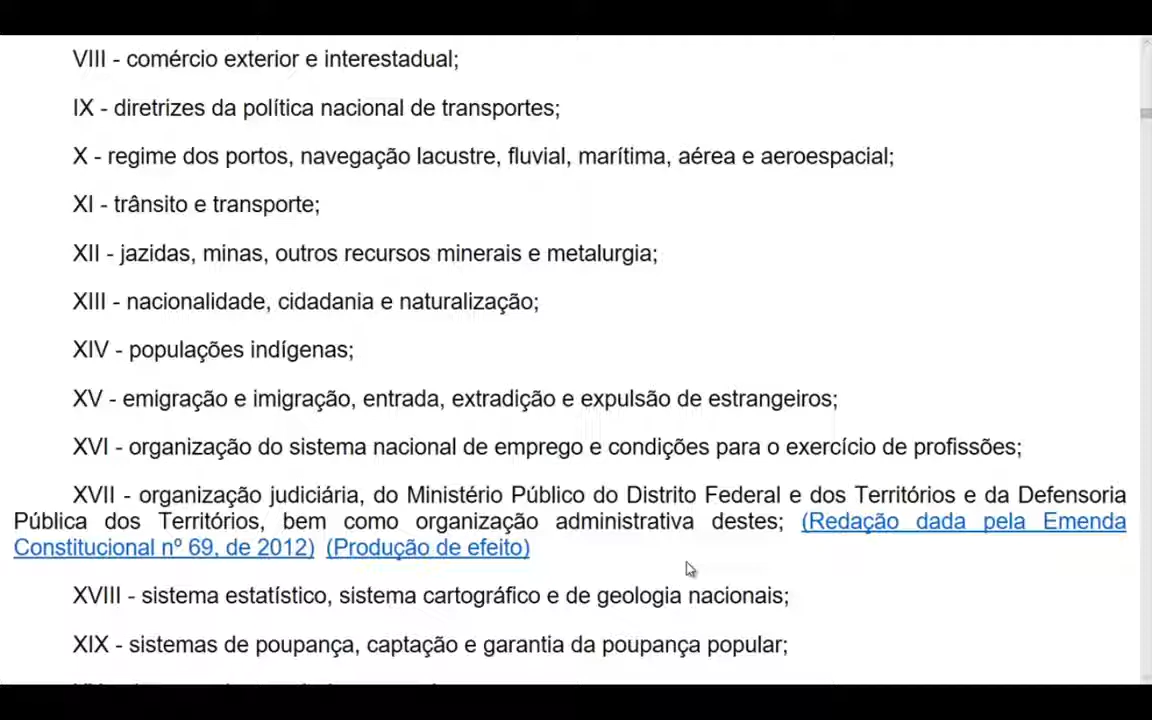 VIII - comércio exterior e interestadual;
IX - diretrizes da política nacional de transportes;
X - regime dos portos, navegação lacustre, fluvial, marítima, aérea e aeroespacial;
XI - trânsito e transporte;
XII - jazidas, minas, outros recursos minerais e metalurgia;
XIII - nacionalidade, cidadania e naturalização;
XIV - populações indígenas;
XV - emigração e imigração, entrada, extradição e expulsão de estrangeiros;
XVI - organização do sistema nacional de emprego e condições para o exercício de profissões;
XVII - organização judiciária, do Ministério Público do Distrito Federal e dos Territórios e da Defensoria
Pública dos Territórios, bem como organização administrativa destes; (Redação dada pela Emenda
Constitucional nº 69, de 2012) (Produção de efeito)
XVIII - sistema estatístico, sistema cartográfico e de geologia nacionais;
XIX - sistemas de poupança, captação e garantia da poupança popular;